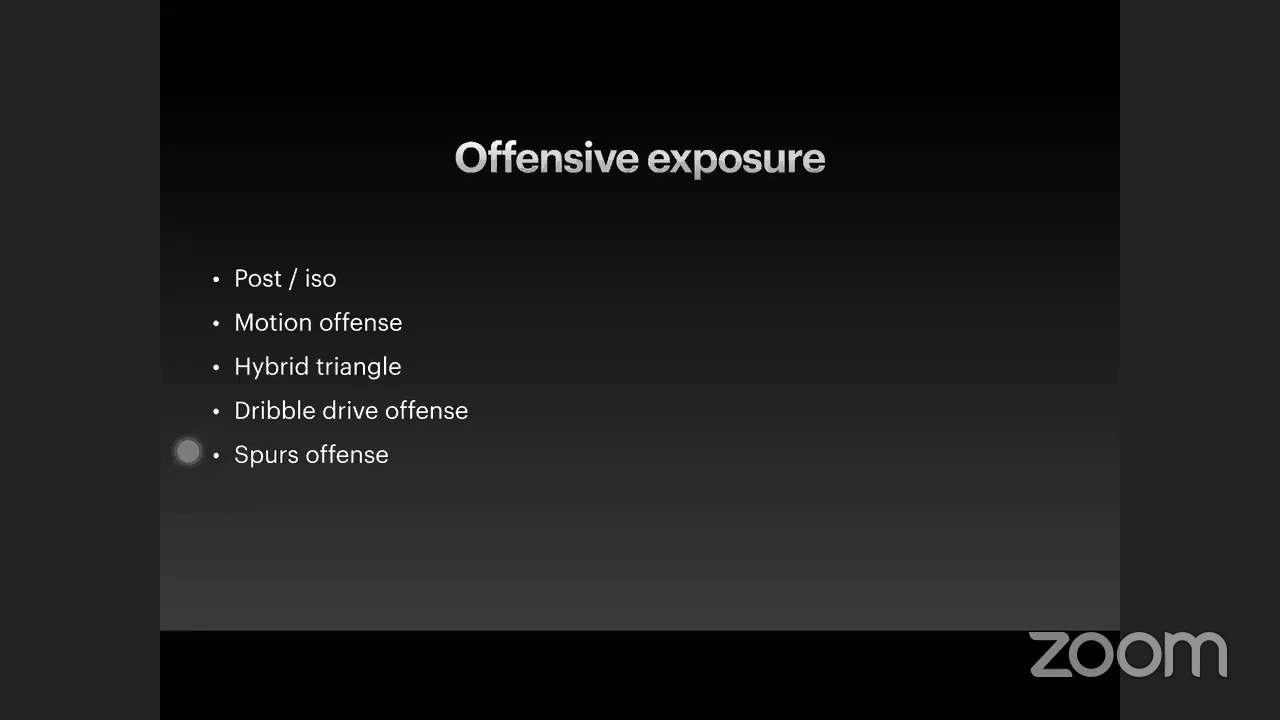 Offensive exposure
• Post / iso
• Motion offense
• Hybrid triangle
• Dribble drive offense
• Spurs offense
zoom